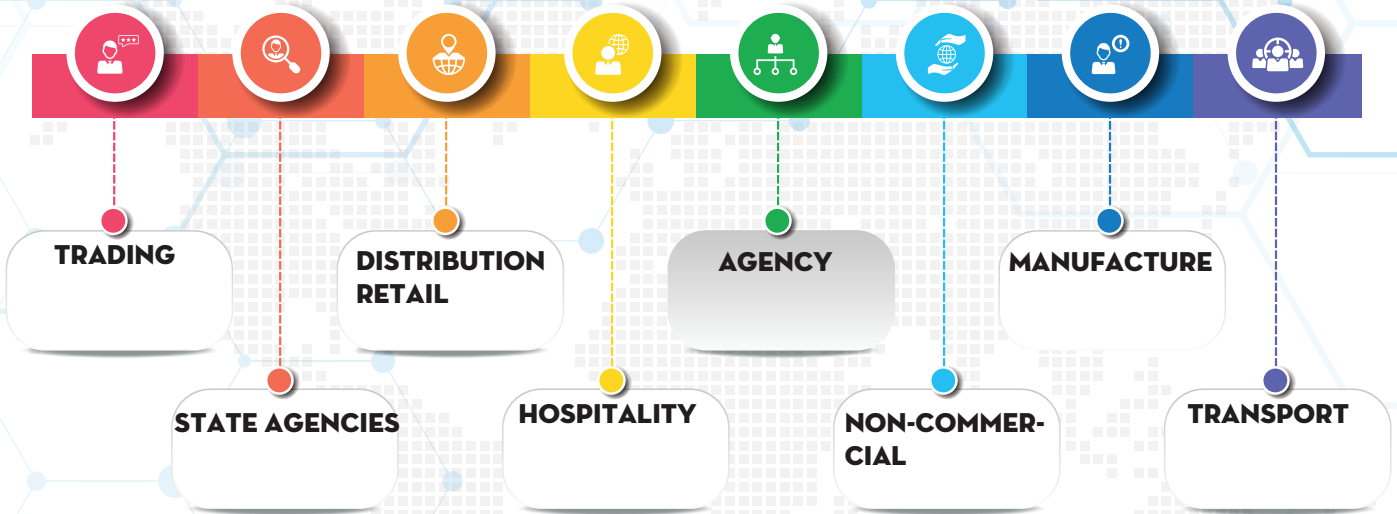 TRADING
STATE AGENCIES
DISTRIBUTION
RETAIL
HOSPITALITY
AGENCY
NON-COMMER-
CIAL
MANUFACTURE
TRANSPORT